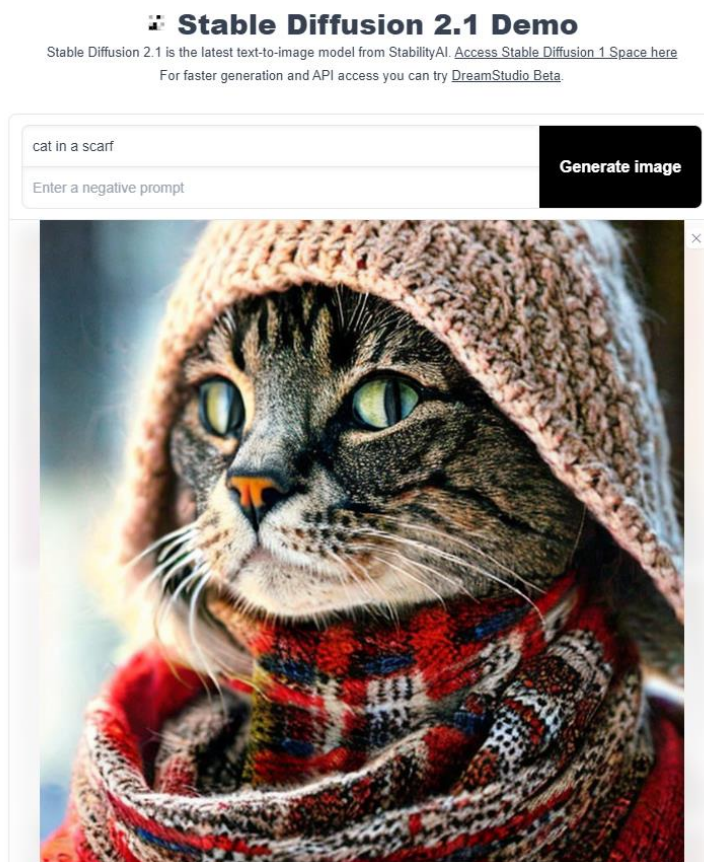 Stable Diffusion 2.1 Demo
Stable Diffusion 2.1 is the latest text-to-image model from StabilityAI. Access Stable Diffusion 1 Space here
For faster generation and API access you can try DreamStudio Beta.
cat in a scarf
Generate image
Enter a negative prompt